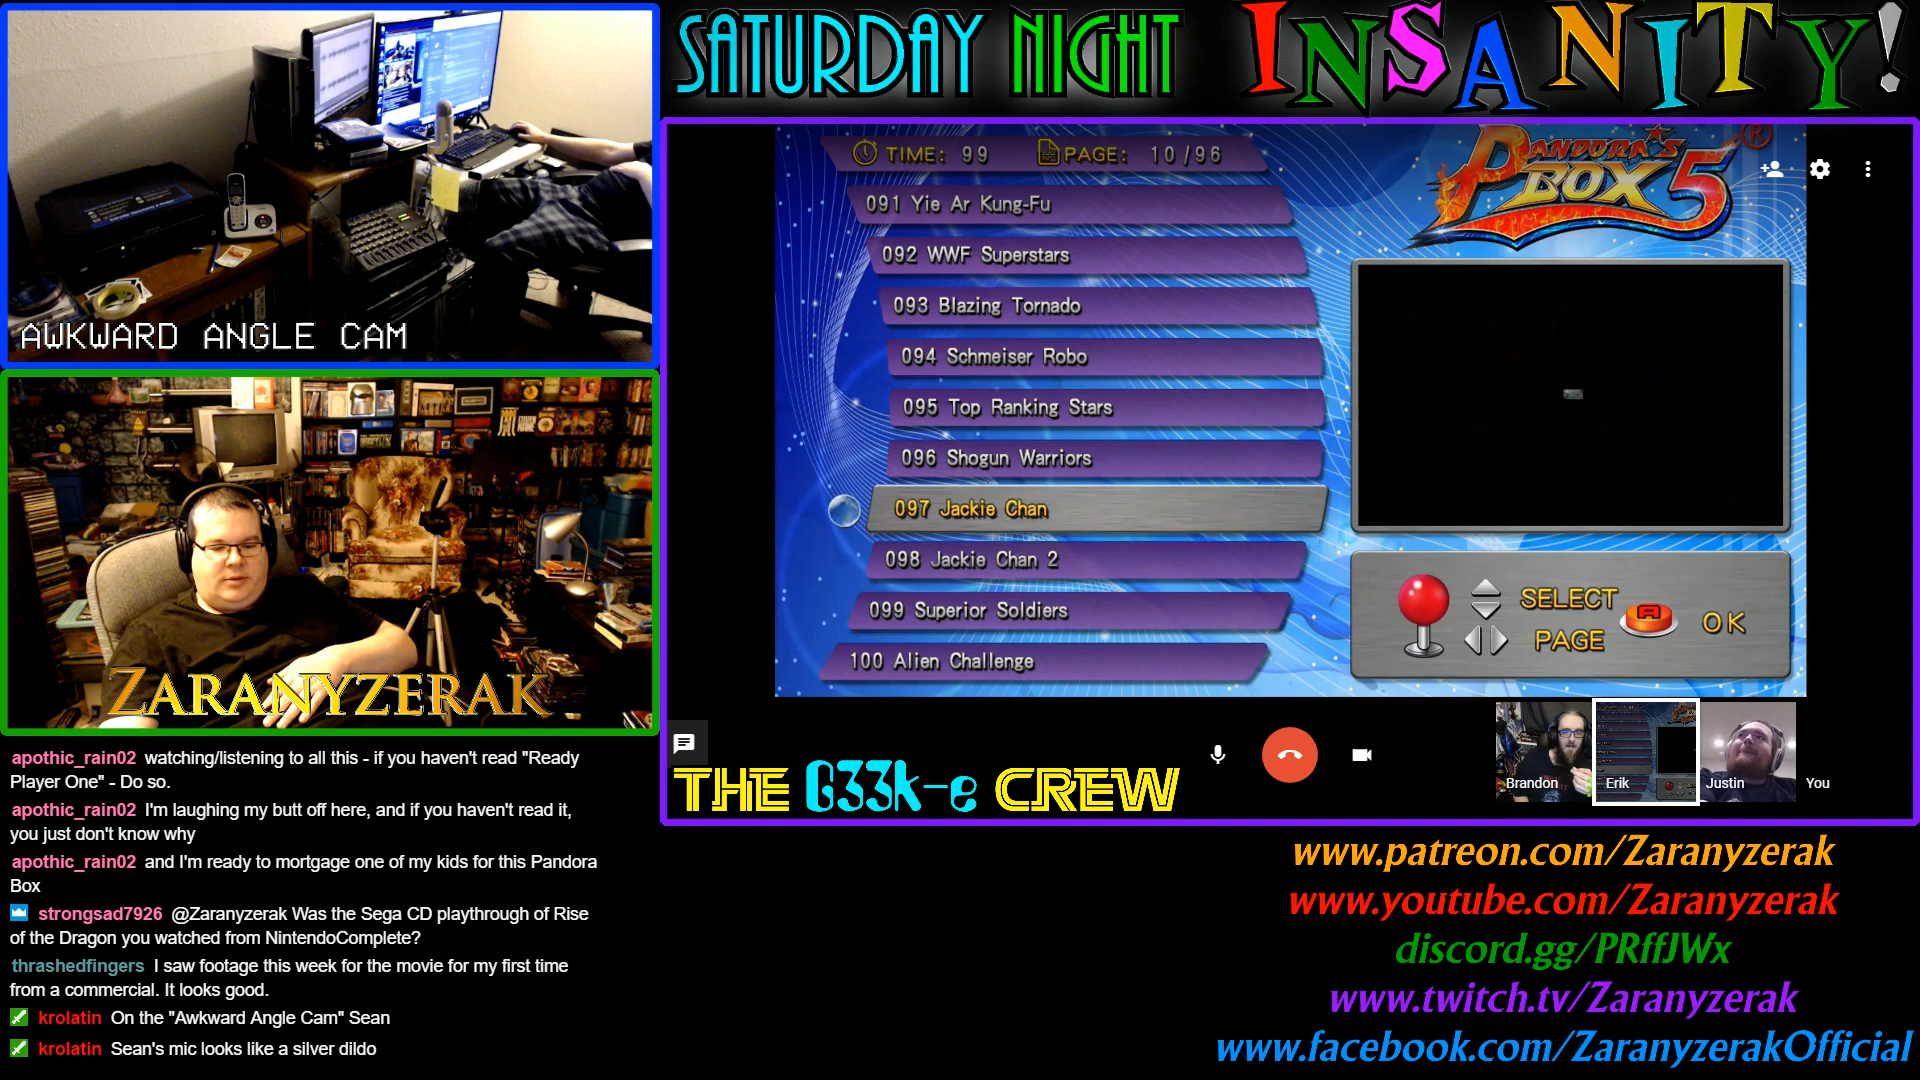 SATURDAY NIGHT INSANITY!
AWKWARD ANGLE CAM
ZARANYZERAK
TIME: 99 PAGE: 10/96
PANDORA'S BOX 5 ®
091 Yie Ar Kung-Fu
092 WWF Superstars
093 Blazing Tornado
094 Schmeiser Robo
095 Top Ranking Stars
096 Shogun Warriors
097 Jackie Chan
098 Jackie Chan 2
099 Superior Soldiers
100 Alien Challenge
SELECT
PAGE
A
OK
Brandon
Erik
Justin
You
THE G33k-e CREW
apothic_rain02 watching/listening to all this - if you haven't read "Ready
Player One" - Do so.
apothic_rain02 I'm laughing my butt off here, and if you haven't read it,
you just don't know why
apothic_rain02 and I'm ready to mortgage one of my kids for this Pandora
Box
strongsad7926 @Zaranyzerak Was the Sega CD playthrough of Rise
of the Dragon you watched from NintendoComplete?
thrashedfingers I saw footage this week for the movie for my first time
from a commercial. It looks good.
krolatin On the "Awkward Angle Cam" Sean
krolatin Sean's mic looks like a silver dildo
www.patreon.com/Zaranyzerak
www.youtube.com/Zaranyzerak
discord.gg/PRffJWx
www.twitch.tv/Zaranyzerak
www.facebook.com/ZaranyzerakOfficial